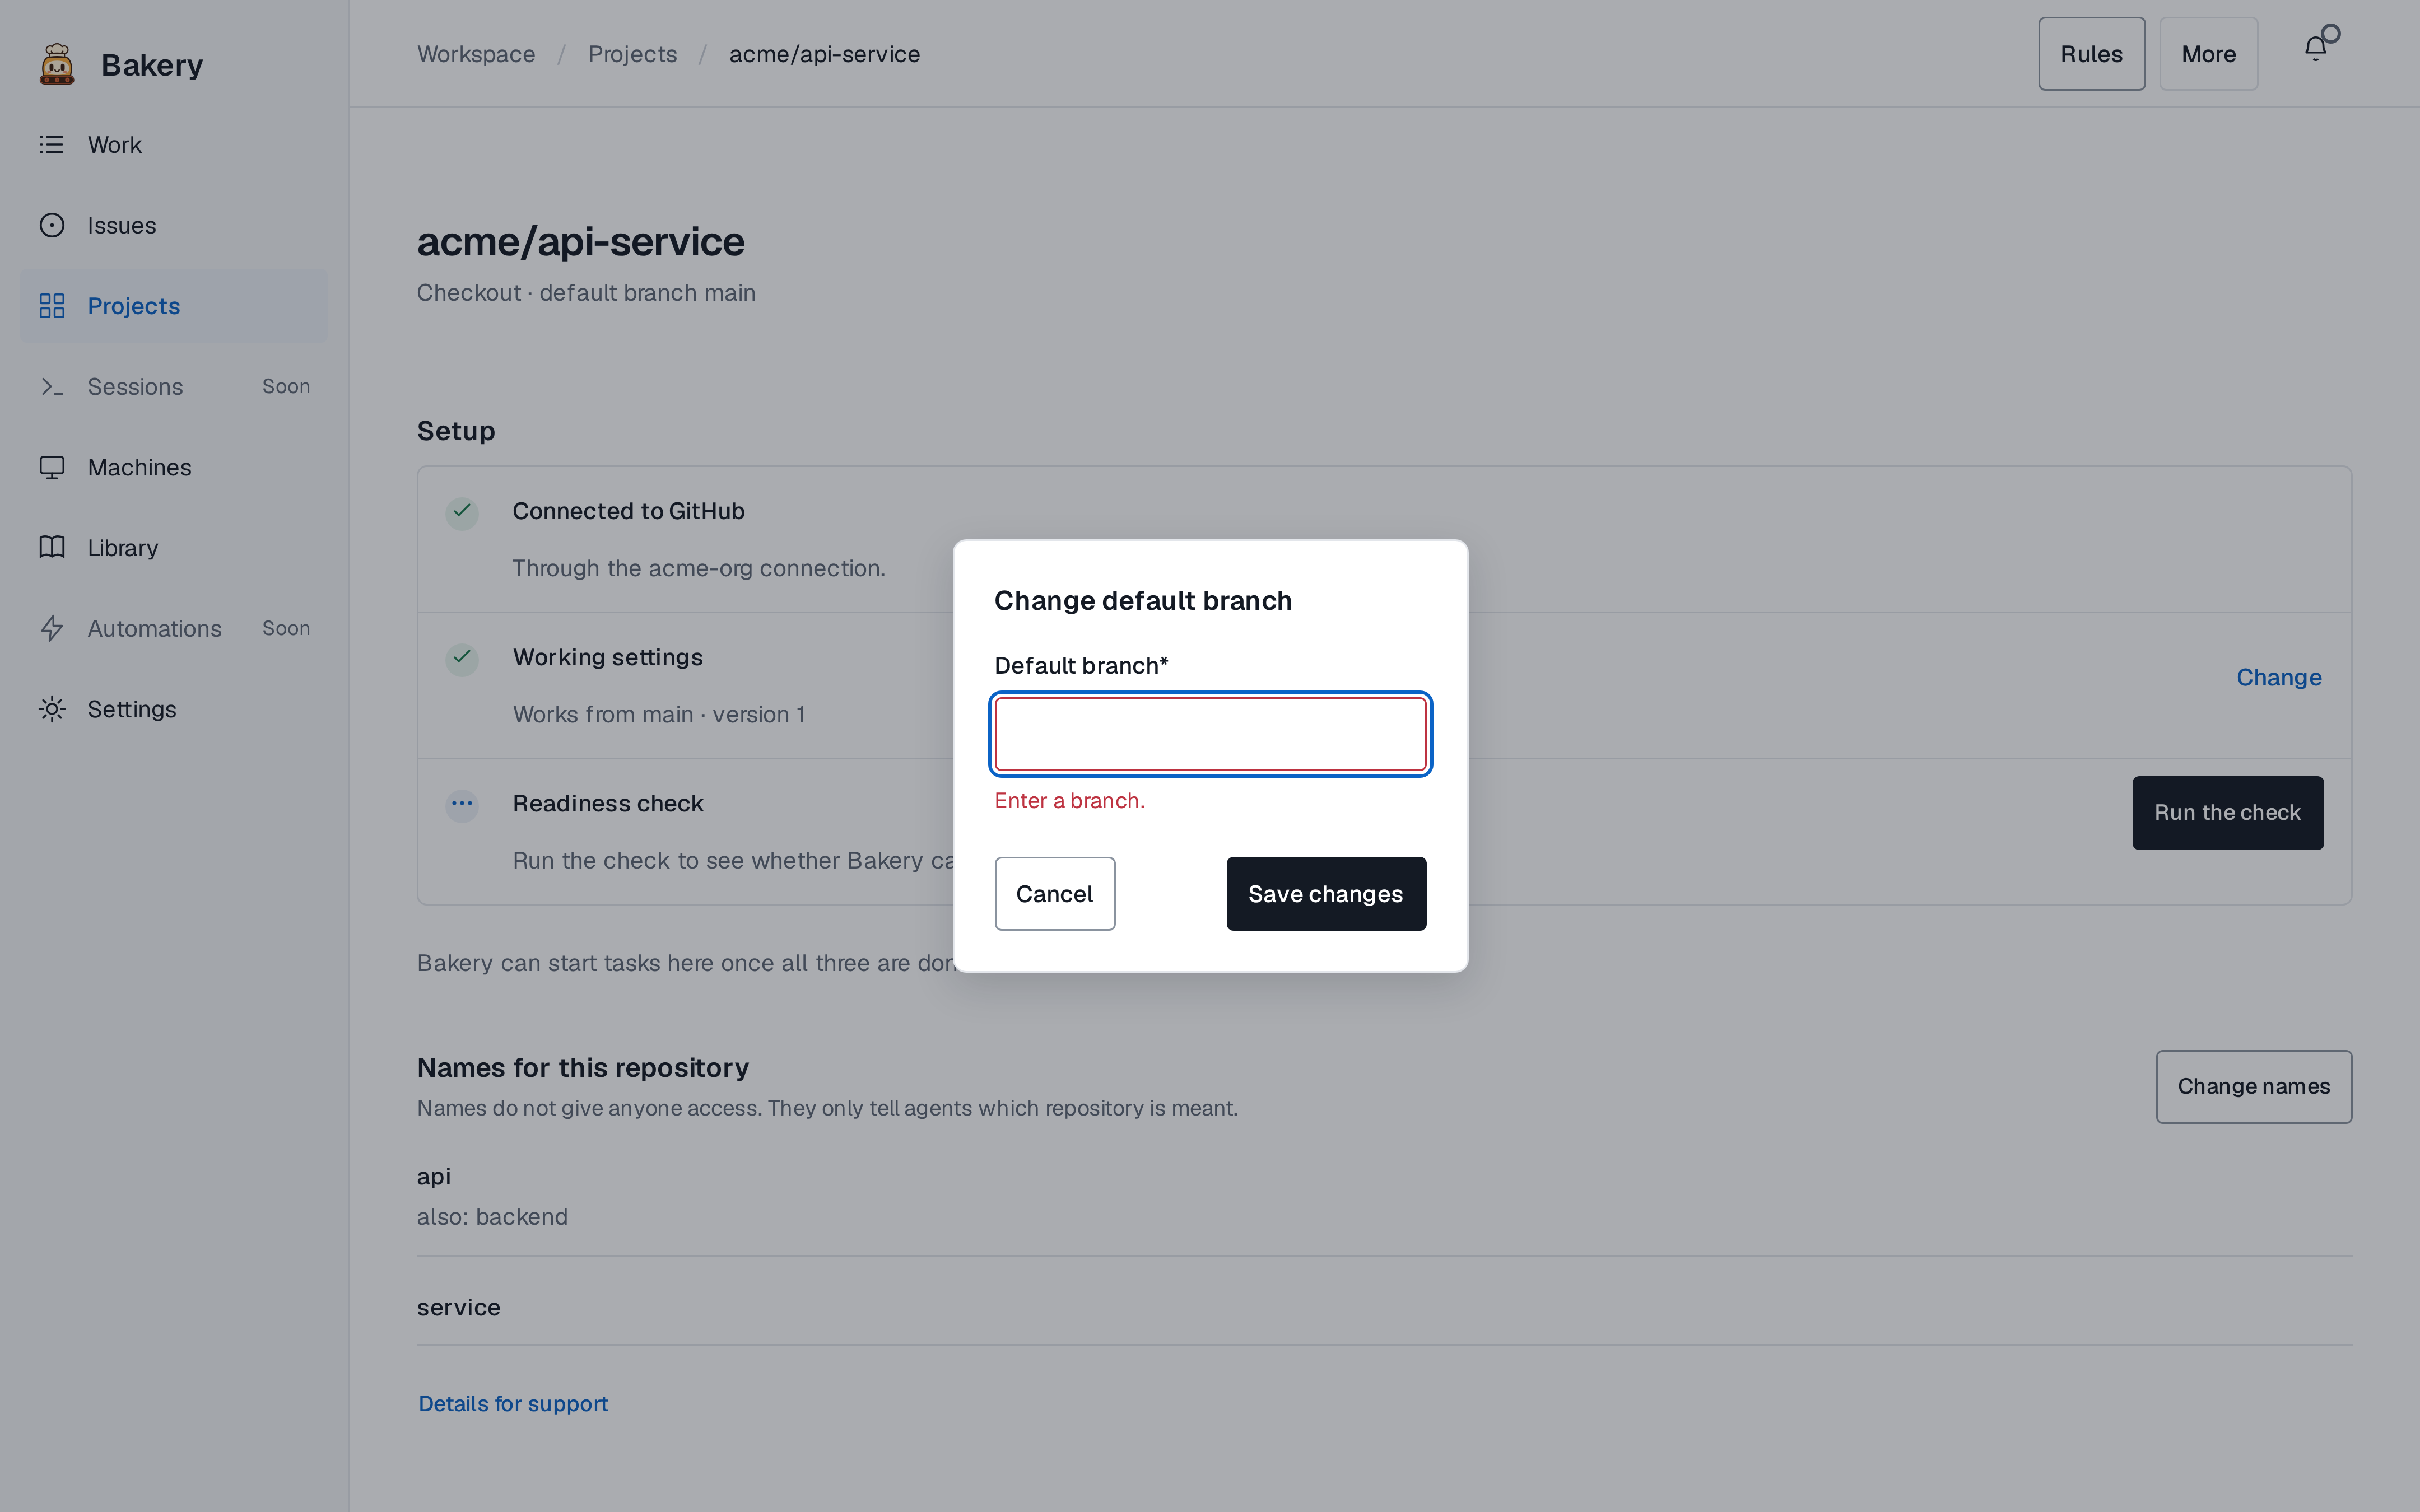 Bakery
Work
Issues
Projects
Sessions Soon
Machines
Library
Automations Soon
Settings
Workspace / Projects / acme/api-service
Rules
More
acme/api-service
Checkout · default branch main
Setup
Connected to GitHub
Through the acme-org connection.
Working settings
Works from main · version 1
Change
Readiness check
Run the check to see whether Bakery
Run the check
Bakery can start tasks here once all three are
Change default branch
Default branch*
Enter a branch.
Cancel
Save changes
Names for this repository
Names do not give anyone access. They only tell agents which repository is meant.
Change names
api
also: backend
service
Details for support